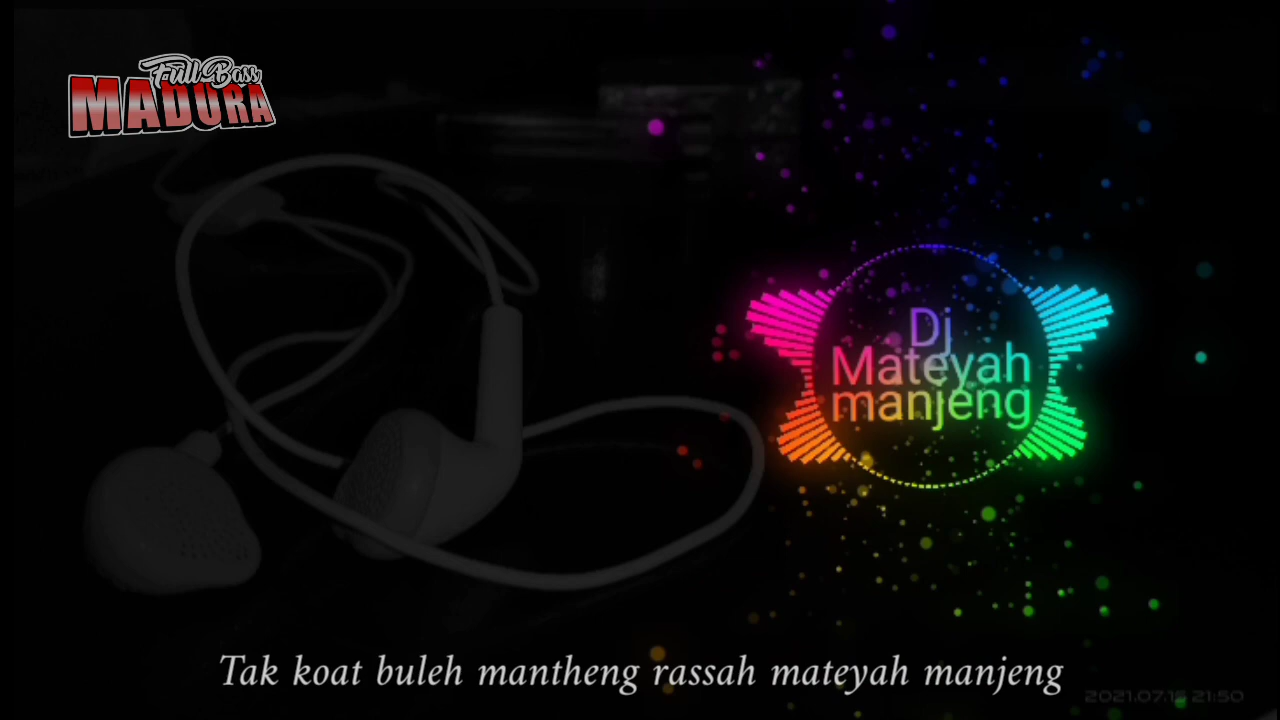 Full Bass
MADURA
Dj
Mateyah
manjeng
Tak koat buleh mantheng rassah mateyah manjeng
2021.07.15 21:50